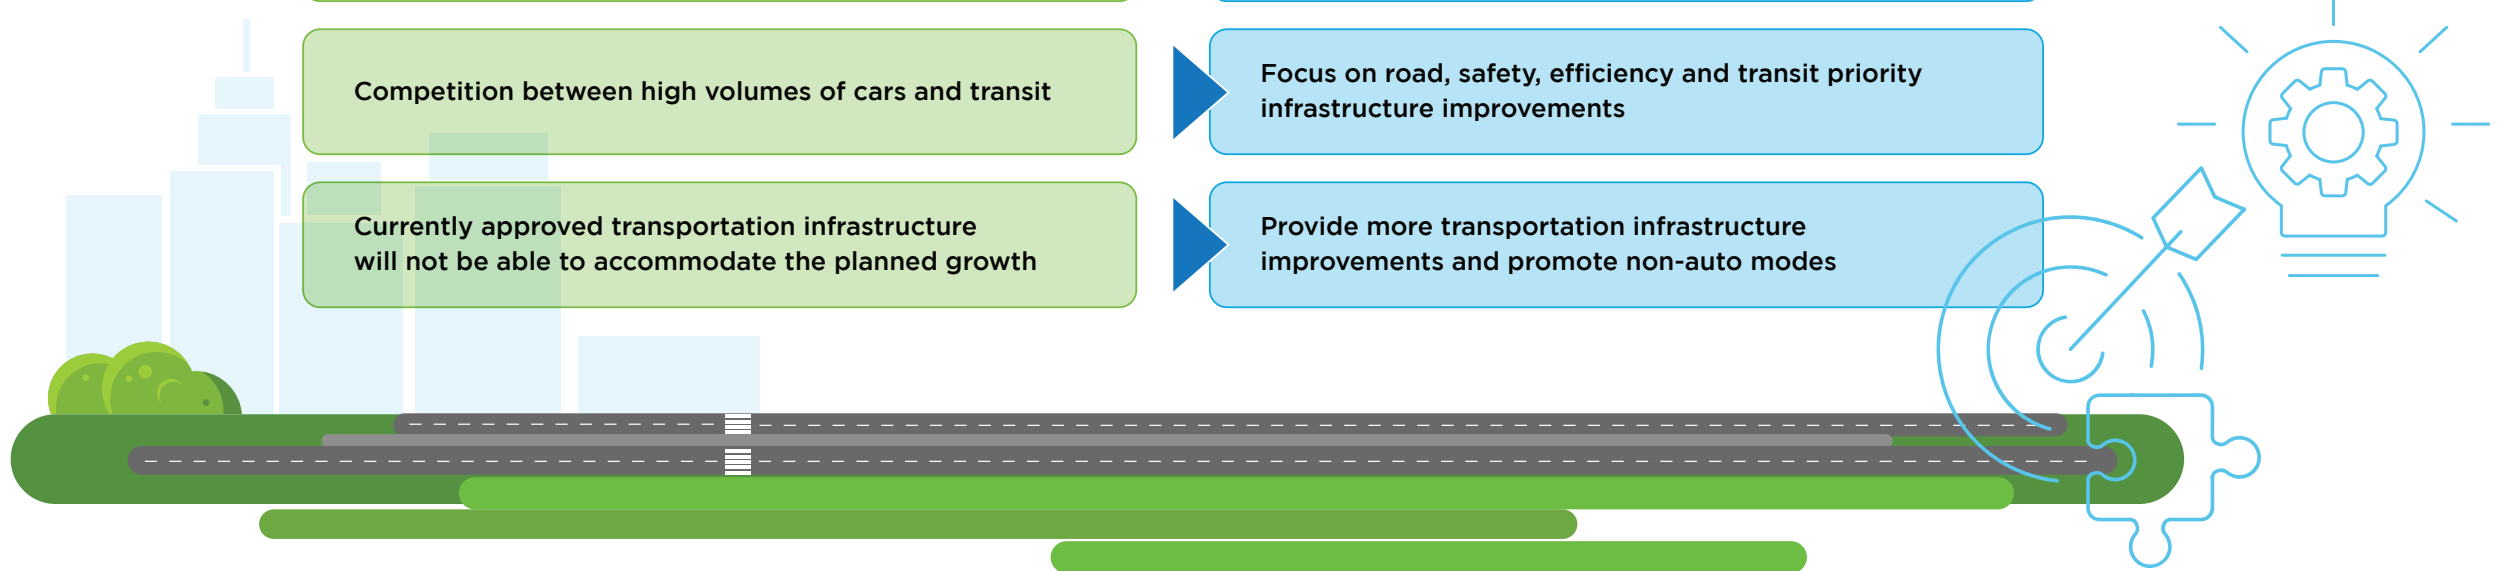 Competition between high volumes of cars and transit
Focus on road, safety, efficiency and transit priority
infrastructure improvements
Currently approved transportation infrastructure
will not be able to accommodate the planned growth
Provide more transportation infrastructure
improvements and promote non-auto modes